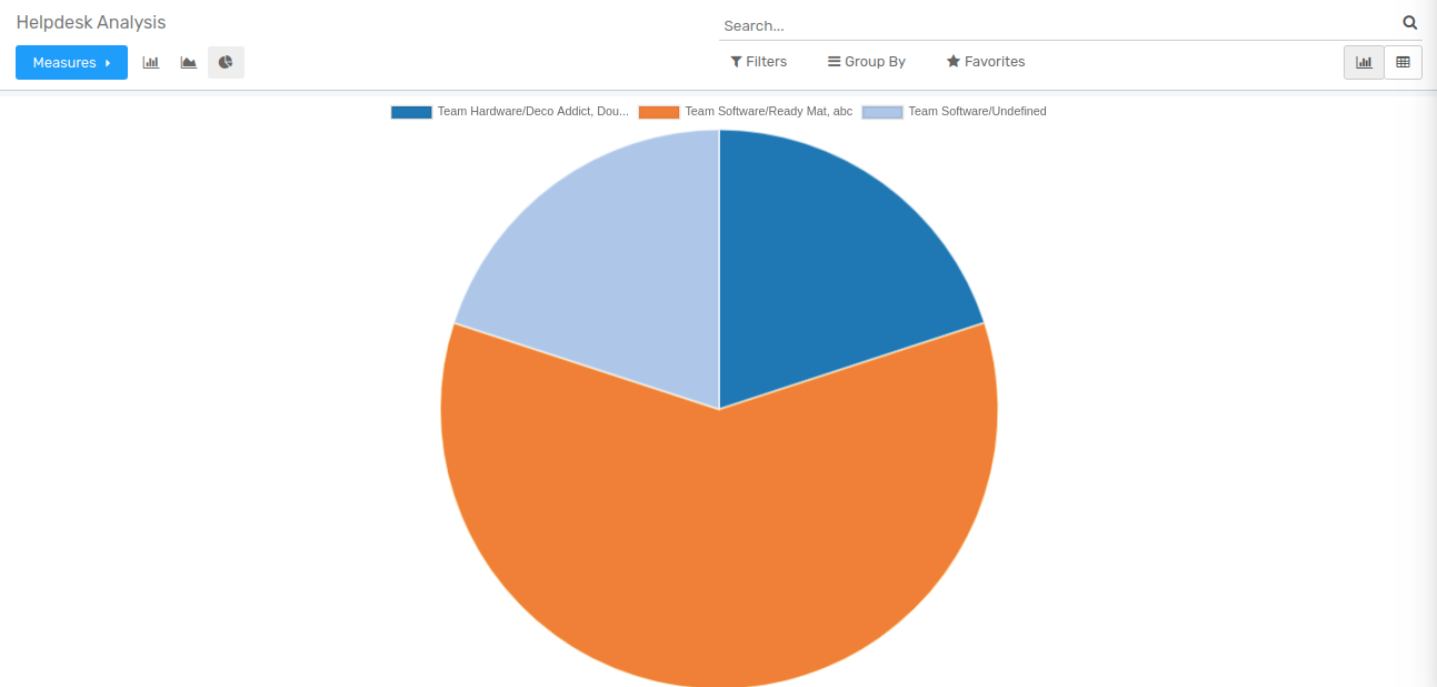 Helpdesk Analysis
Search...
Measures
Filters
Group By
Favorites
Team Hardware/Deco Addict, Dou...
Team Software/Ready Mat, abc
Team Software/Undefined